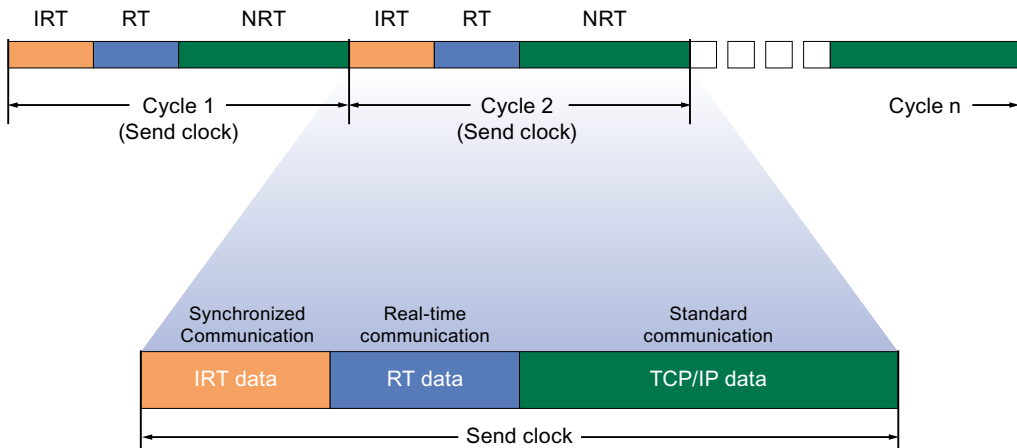 IRT RT NRT IRT RT NRT
Cycle 1 Cycle 2 Cycle n
(Send clock) (Send clock)
Synchronized Real-time Standard
Communication communication communication
IRT data RT data TCP/IP data
Send clock